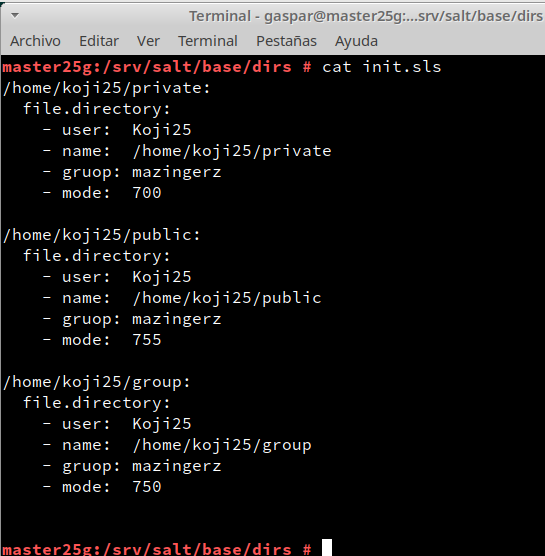 Terminal - gaspar@master25g:...srv/salt/base/dirs
Archivo Editar Ver Terminal Pestañas Ayuda
master25g:/srv/salt/base/dirs # cat init.sls
/home/koji25/private:
  file.directory:
    - user:  Koji25
    - name:  /home/koji25/private
    - gruop: mazingerz
    - mode:  700

/home/koji25/public:
  file.directory:
    - user:  Koji25
    - name:  /home/koji25/public
    - gruop: mazingerz
    - mode:  755

/home/koji25/group:
  file.directory:
    - user:  Koji25
    - name:  /home/koji25/group
    - gruop: mazingerz
    - mode:  750

master25g:/srv/salt/base/dirs #